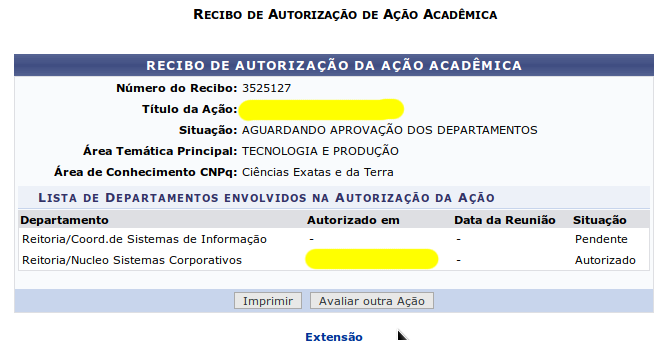 RECIBO DE AUTORIZAÇÃO DE AÇÃO ACADÊMICA
RECIBO DE AUTORIZAÇÃO DA AÇÃO ACADÊMICA
Número do Recibo: 3525127
Título da Ação:
Situação: AGUARDANDO APROVAÇÃO DOS DEPARTAMENTOS
Área Temática Principal: TECNOLOGIA E PRODUÇÃO
Área de Conhecimento CNPq: Ciências Exatas e da Terra
LISTA DE DEPARTAMENTOS ENVOLVIDOS NA AUTORIZAÇÃO DA AÇÃO
Departamento Autorizado em Data da Reunião Situação
Reitoria/Coord.de Sistemas de Informação - - Pendente
Reitoria/Nucleo Sistemas Corporativos - Autorizado
Imprimir Avaliar outra Ação
Extensão